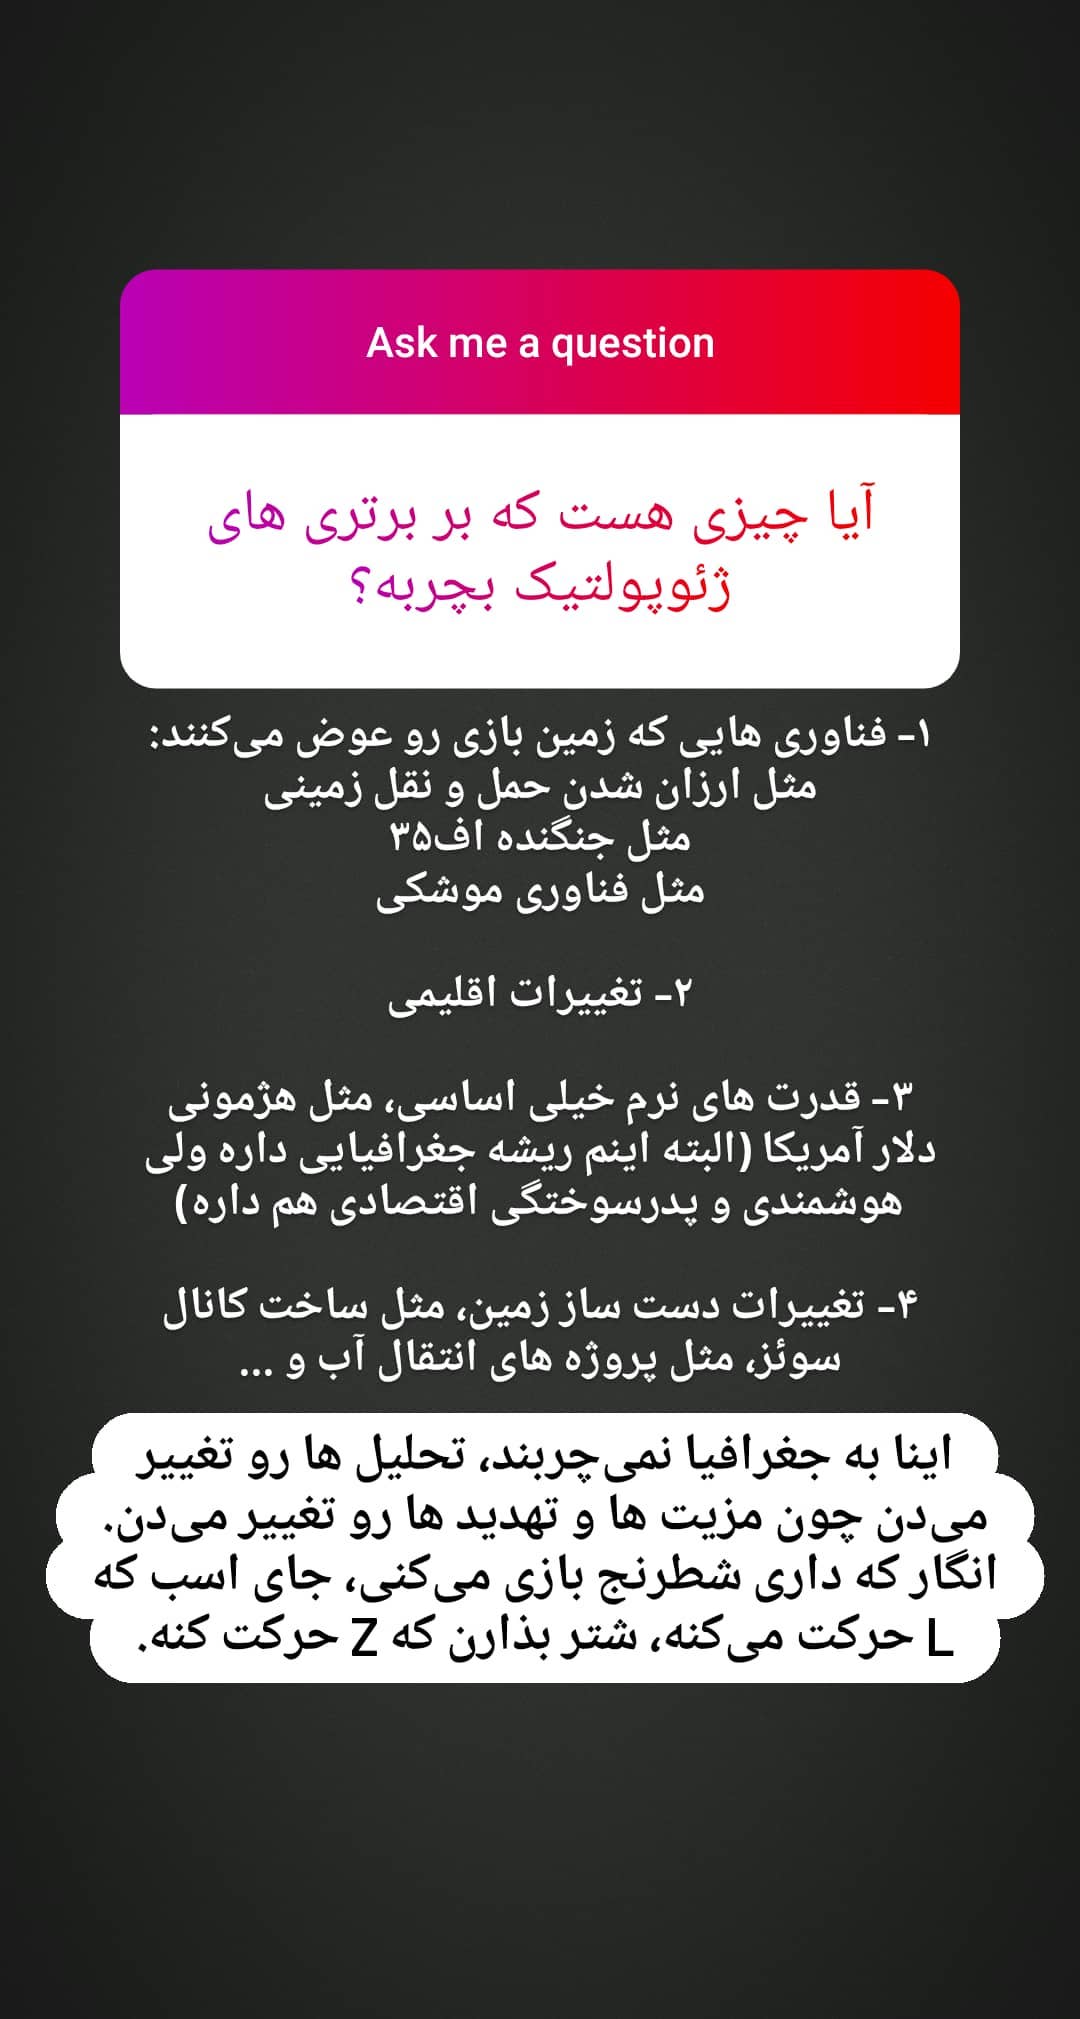 Ask me a question
آیا چیزی هست که بر برتری های
ژئوپولتیک بچربه؟
۱- فناوری هایی که زمین بازی رو عوض می‌کنند:
مثل ارزان شدن حمل و نقل زمینی
مثل جنگنده اف۳۵
مثل فناوری موشکی
۲- تغییرات اقلیمی
۳- قدرت های نرم خیلی اساسی، مثل هژمونی
دلار آمریکا (البته اینم ریشه جغرافیایی داره ولی
هوشمندی و پدرسوختگی اقتصادی هم داره)
۴- تغییرات دست ساز زمین، مثل ساخت کانال
سوئز، مثل پروژه های انتقال آب و ...
اینا به جغرافیا نمی‌چربند، تحلیل ها رو تغییر
می‌دن چون مزیت ها و تهدید ها رو تغییر می‌دن.
انگار که داری شطرنج بازی می‌کنی، جای اسب که
L حرکت می‌کنه، شتر بذارن که Z حرکت کنه.